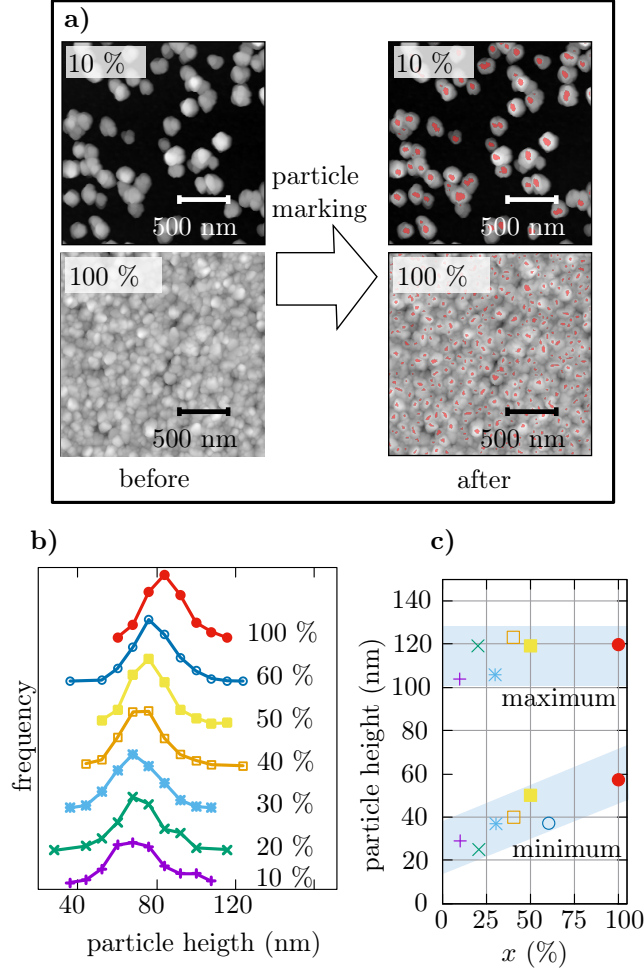 a)
10 %
10 %
500 nm
500 nm
particle
marking
100 %
100 %
500 nm
500 nm
before
after
b)
frequency
100 %
60 %
50 %
40 %
30 %
20 %
10 %
40
80
120
particle heigth (nm)
c)
particle height (nm)
140
120
100
80
60
40
20
0
maximum
minimum
0
25
50
75
100
x (%)